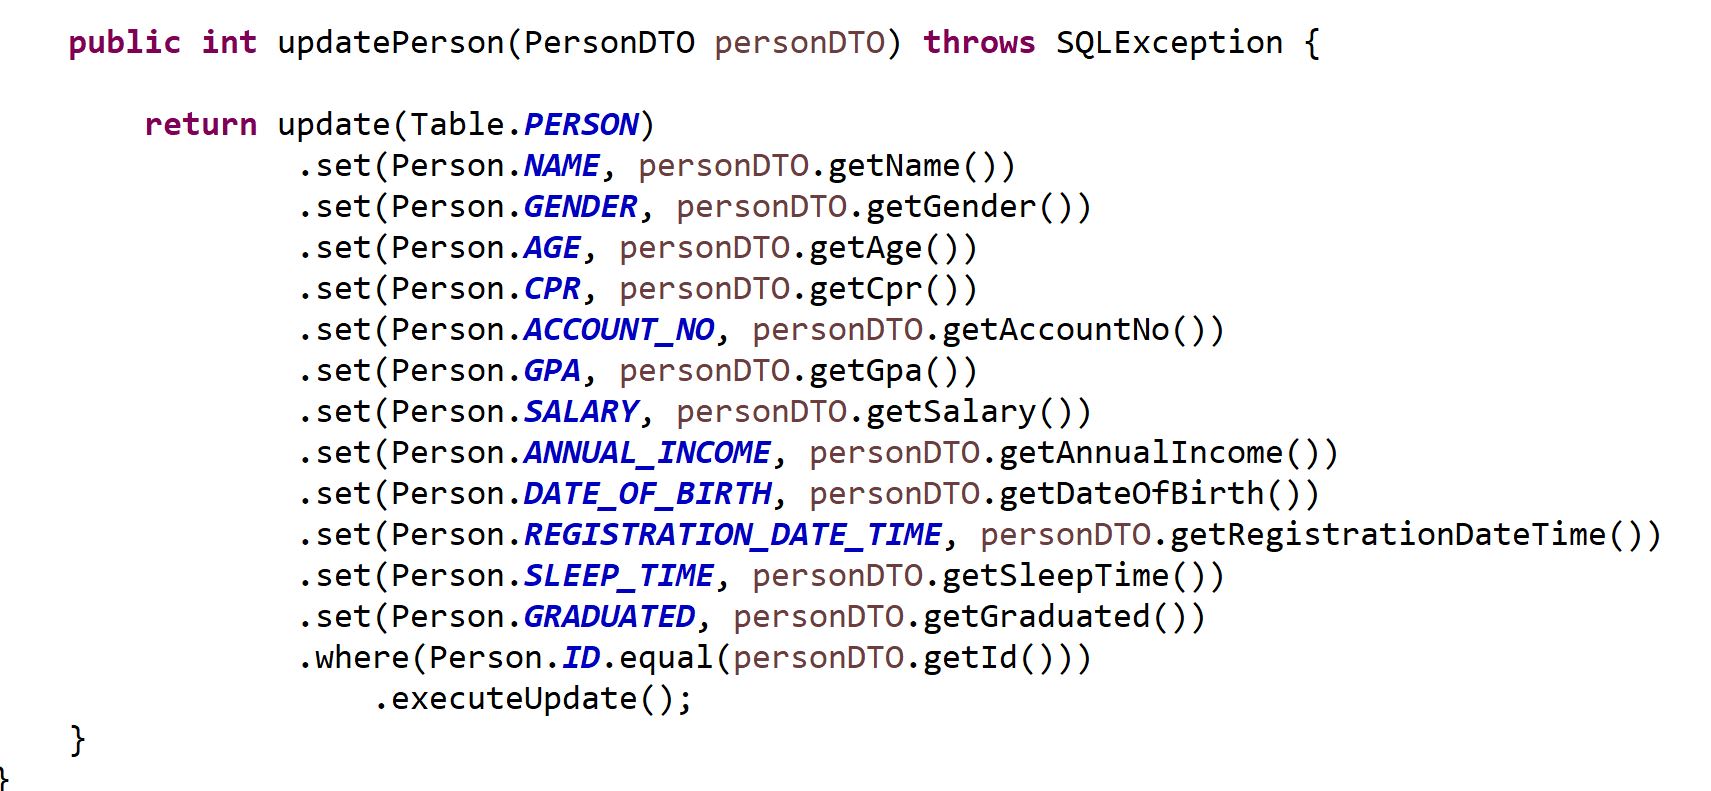 public int updatePerson(PersonDTO personDTO) throws SQLException {
return update(Table.PERSON)
.set(Person.NAME, personDTO.getName())
.set(Person.GENDER, personDTO.getGender())
.set(Person.AGE, personDTO.getAge())
.set(Person.CPR, personDTO.getCpr())
.set(Person.ACCOUNT_NO, personDTO.getAccountNo())
.set(Person.GPA, personDTO.getGpa())
.set(Person.SALARY, personDTO.getSalary())
.set(Person.ANNUAL_INCOME, personDTO.getAnnualIncome())
.set(Person.DATE_OF_BIRTH, personDTO.getDateOfBirth())
.set(Person.REGISTRATION_DATE_TIME, personDTO.getRegistrationDateTime())
.set(Person.SLEEP_TIME, personDTO.getSleepTime())
.set(Person.GRADUATED, personDTO.getGraduated())
.where(Person.ID.equal(personDTO.getId()))
.executeUpdate();
}
}